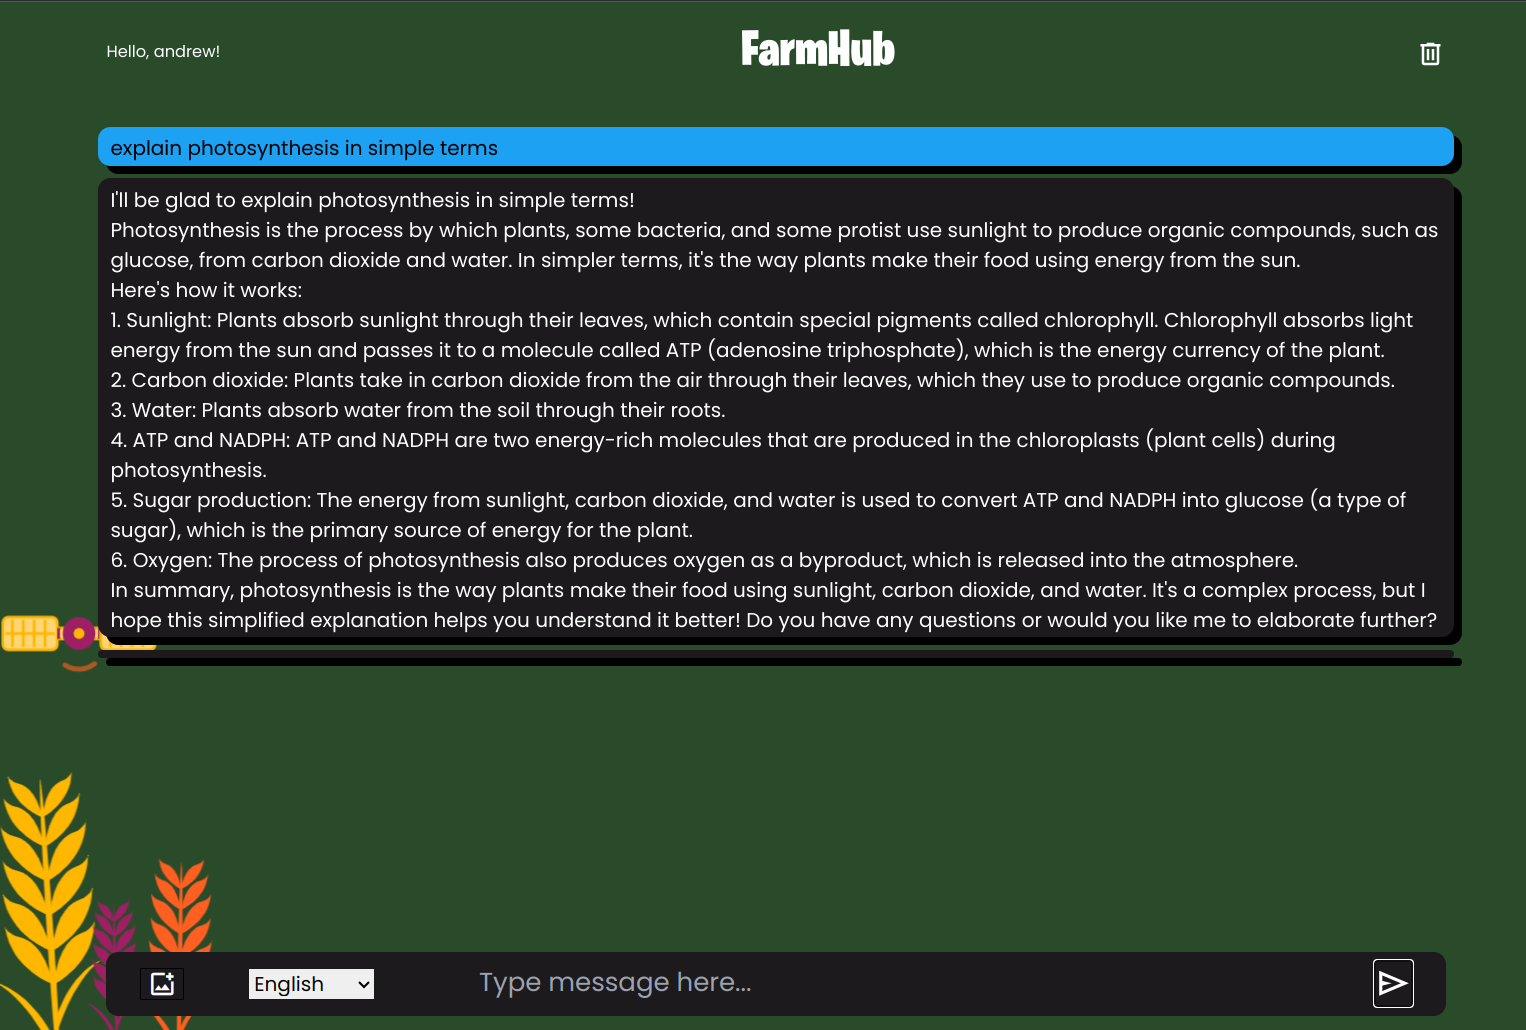 Hello, andrew!
FarmHub
explain photosynthesis in simple terms
I'll be glad to explain photosynthesis in simple terms!
Photosynthesis is the process by which plants, some bacteria, and some protist use sunlight to produce organic compounds, such as
glucose, from carbon dioxide and water. In simpler terms, it's the way plants make their food using energy from the sun.
Here's how it works:
1. Sunlight: Plants absorb sunlight through their leaves, which contain special pigments called chlorophyll. Chlorophyll absorbs light
energy from the sun and passes it to a molecule called ATP (adenosine triphosphate), which is the energy currency of the plant.
2. Carbon dioxide: Plants take in carbon dioxide from the air through their leaves, which they use to produce organic compounds.
3. Water: Plants absorb water from the soil through their roots.
4. ATP and NADPH: ATP and NADPH are two energy-rich molecules that are produced in the chloroplasts (plant cells) during
photosynthesis.
5. Sugar production: The energy from sunlight, carbon dioxide, and water is used to convert ATP and NADPH into glucose (a type of
sugar), which is the primary source of energy for the plant.
6. Oxygen: The process of photosynthesis also produces oxygen as a byproduct, which is released into the atmosphere.
In summary, photosynthesis is the way plants make their food using sunlight, carbon dioxide, and water. It's a complex process, but I
hope this simplified explanation helps you understand it better! Do you have any questions or would you like me to elaborate further?
English
Type message here...